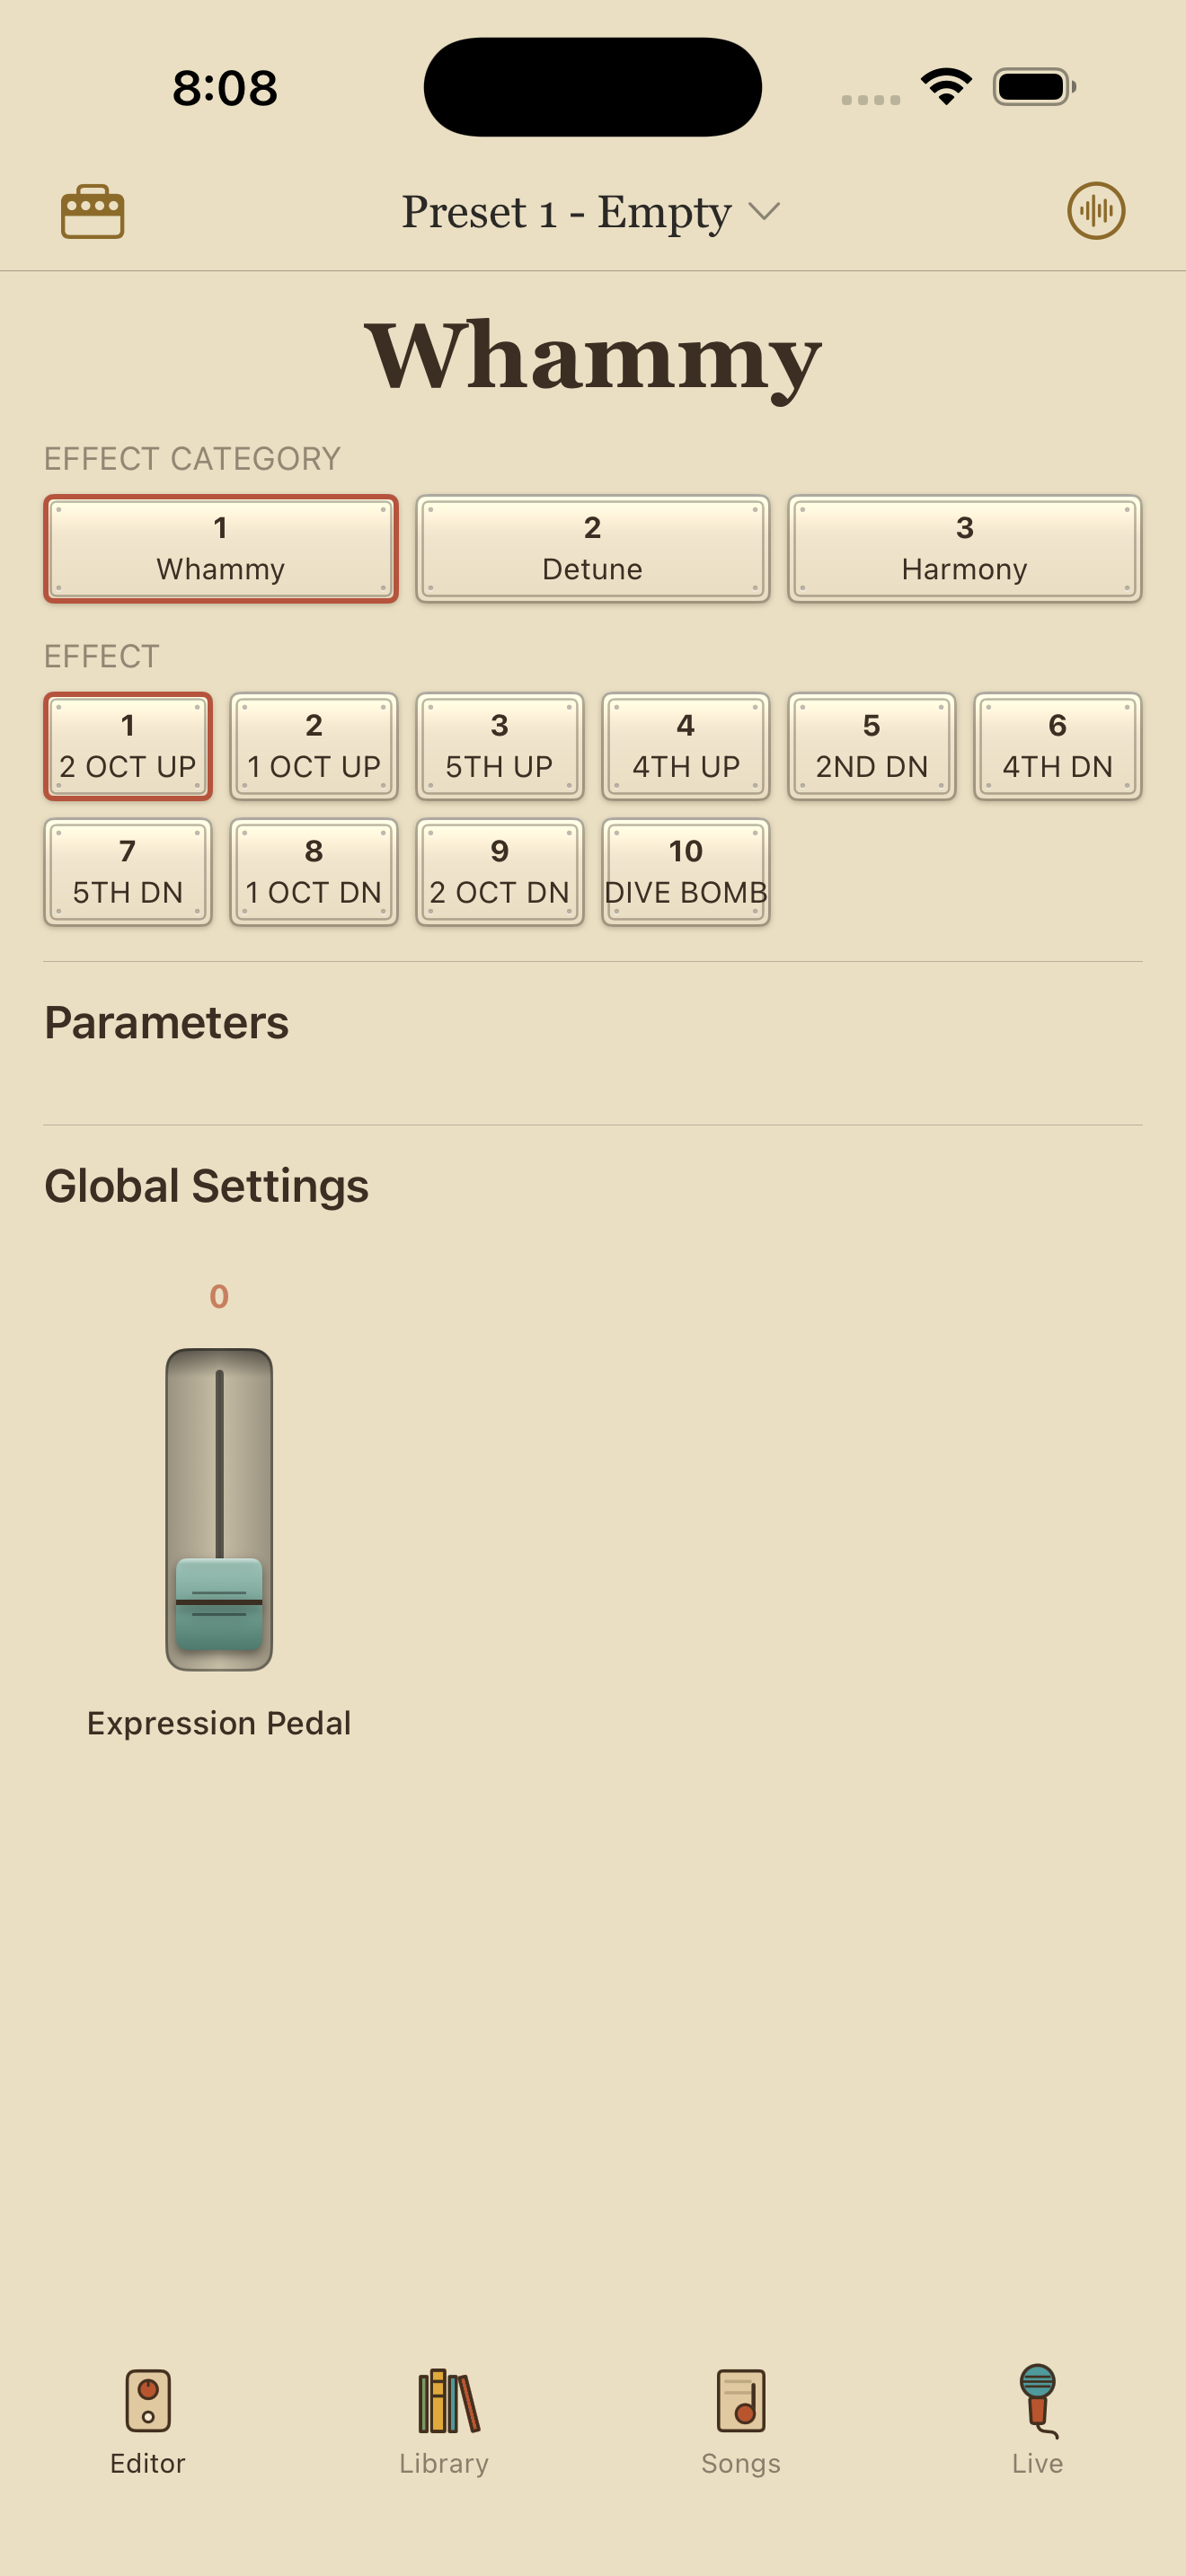 8:08
Preset 1 - Empty
Whammy
EFFECT CATEGORY
1
Whammy
2
Detune
3
Harmony
EFFECT
1
2 OCT UP
2
1 OCT UP
3
5TH UP
4
4TH UP
5
2ND DN
6
4TH DN
7
5TH DN
8
1 OCT DN
9
2 OCT DN
10
DIVE BOMB
Parameters
Global Settings
0
Expression Pedal
Editor
Library
Songs
Live